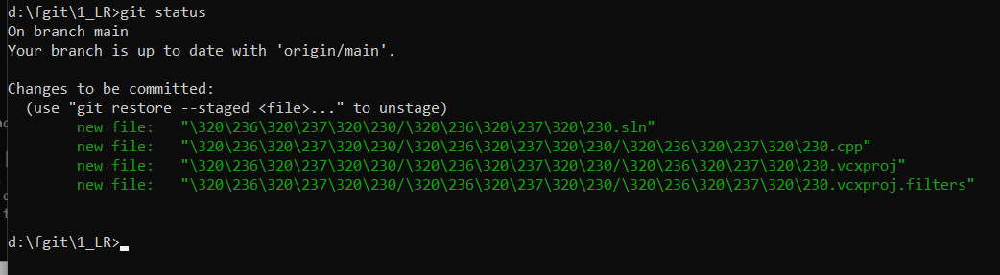 d:\fgit\1_LR>git status
On branch main
Your branch is up to date with 'origin/main'.
Changes to be committed:
(use "git restore --staged <file>..." to unstage)
new file: "\320\236\320\237\320\230/\320\236\320\237\320\230.sln"
new file: "\320\236\320\237\320\230/\320\236\320\237\320\230/\320\236\320\237\320\230.cpp"
new file: "\320\236\320\237\320\230/\320\236\320\237\320\230/\320\236\320\237\320\230.vcxproj"
new file: "\320\236\320\237\320\230/\320\236\320\237\320\230/\320\236\320\237\320\230.vcxproj.filters"
d:\fgit\1_LR>